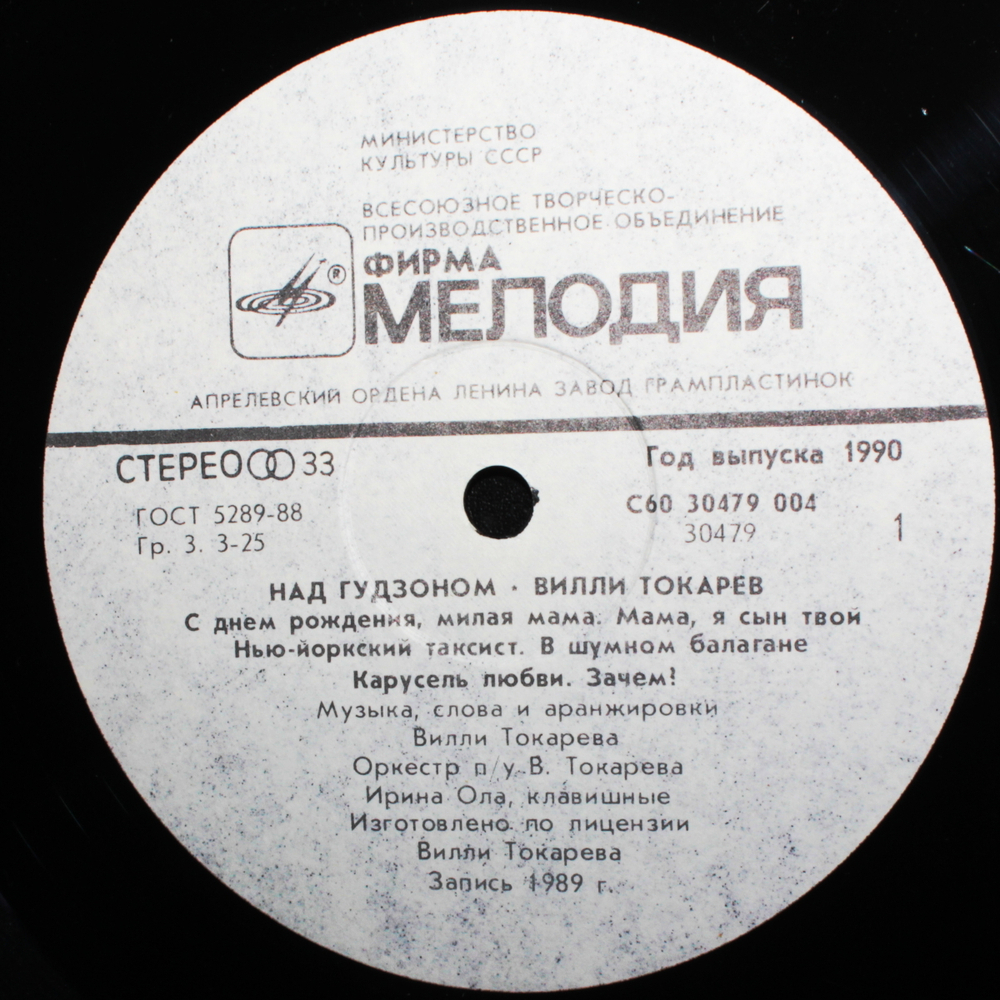 МИНИСТЕРСТВО
КУЛЬТУРЫ СССР
ВСЕСОЮЗНОЕ ТВОРЧЕСКО-
ПРОИЗВОДСТВЕННОЕ ОБЪЕДИНЕНИЕ
®
ФИРМА
МЕЛОДИЯ
АПРЕЛЕВСКИЙ ОРДЕНА ЛЕНИНА ЗАВОД ГРАМПЛАСТИНОК
СТЕРЕО 33
Год выпуска 1990
ГОСТ 5289-88
С60 30479 004
Гр. 3. 3-25
30479
1
НАД ГУДЗОНОМ · ВИЛЛИ ТОКАРЕВ
С днем рождения, милая мама. Мама, я сын твой
Нью-йоркский таксист. В шумном балагане
Карусель любви. Зачем?
Музыка, слова и аранжировки
Вилли Токарева
Оркестр п/у В. Токарева
Ирина Ола, клавишные
Изготовлено по лицензии
Вилли Токарева
Запись 1989 г.